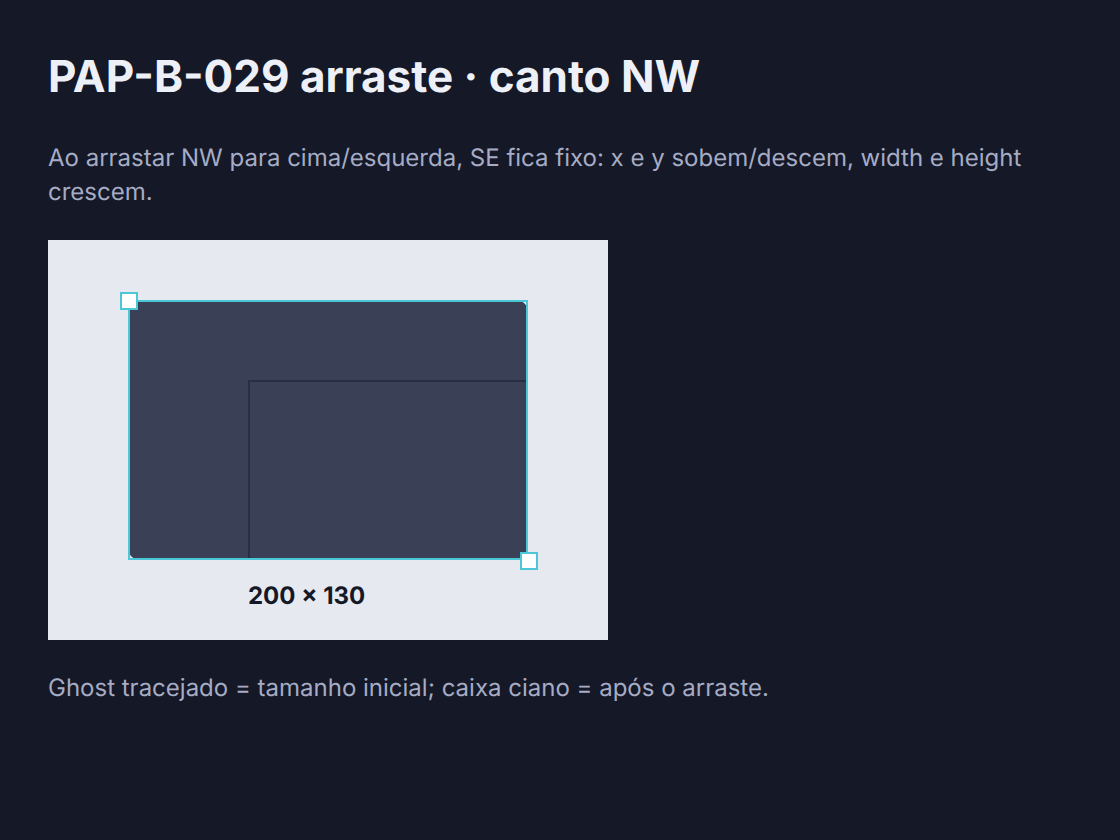 PAP-B-029 arraste · canto NW
Ao arrastar NW para cima/esquerda, SE fica fixo: x e y sobem/descem, width e height
crescem.
200 × 130
Ghost tracejado = tamanho inicial; caixa ciano = após o arraste.